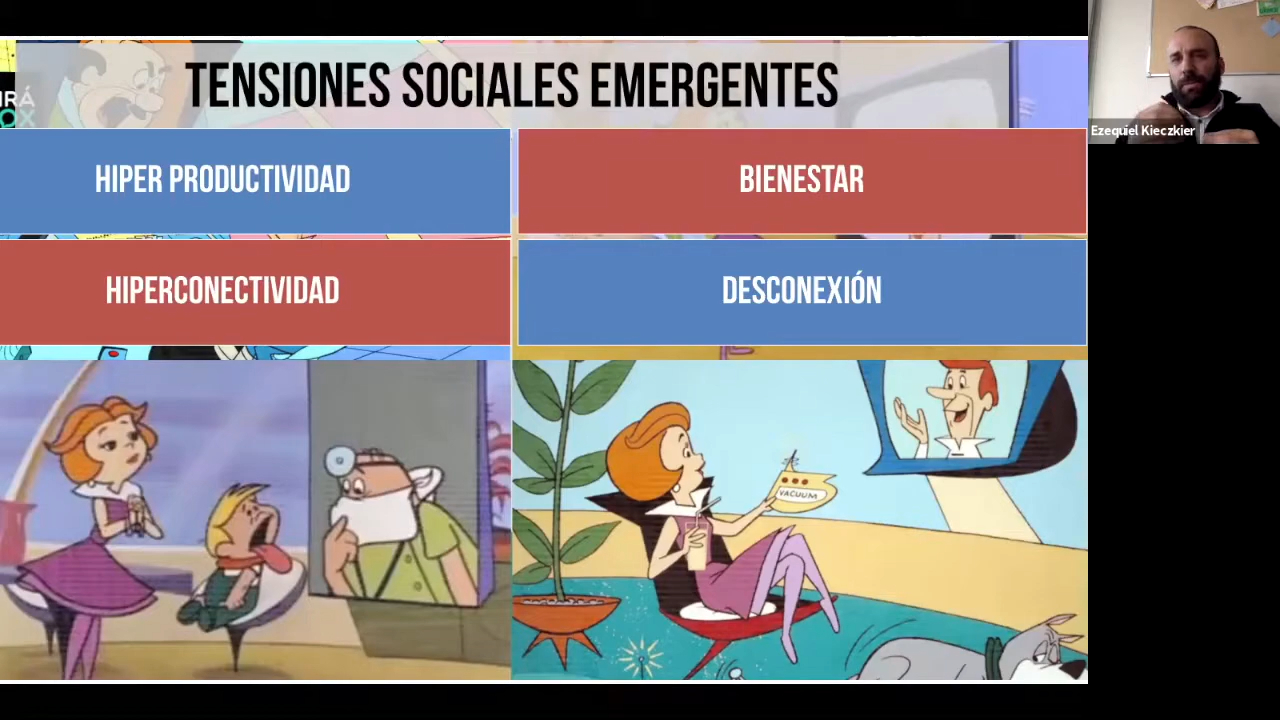 TENSIONES SOCIALES EMERGENTES
HIPER PRODUCTIVIDAD
BIENESTAR
HIPERCONECTIVIDAD
DESCONEXIÓN
VACUUM
Ezequiel Kieczkier